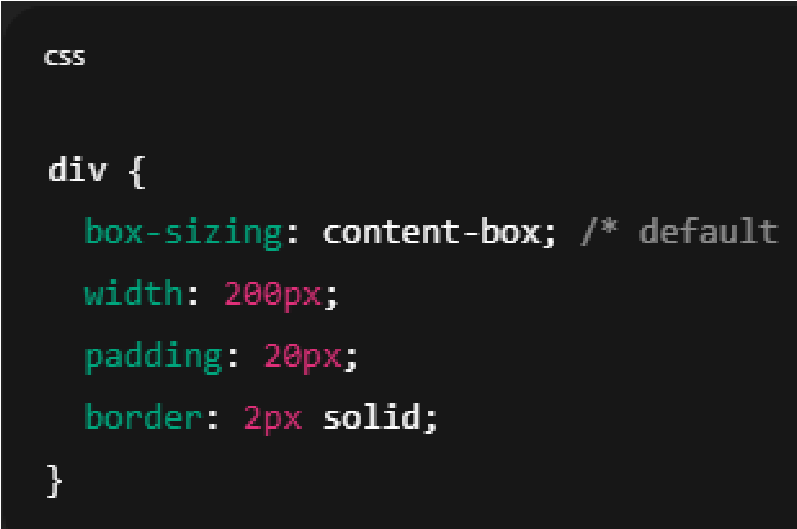 css
div {
  box-sizing: content-box; /* default
  width: 200px;
  padding: 20px;
  border: 2px solid;
}